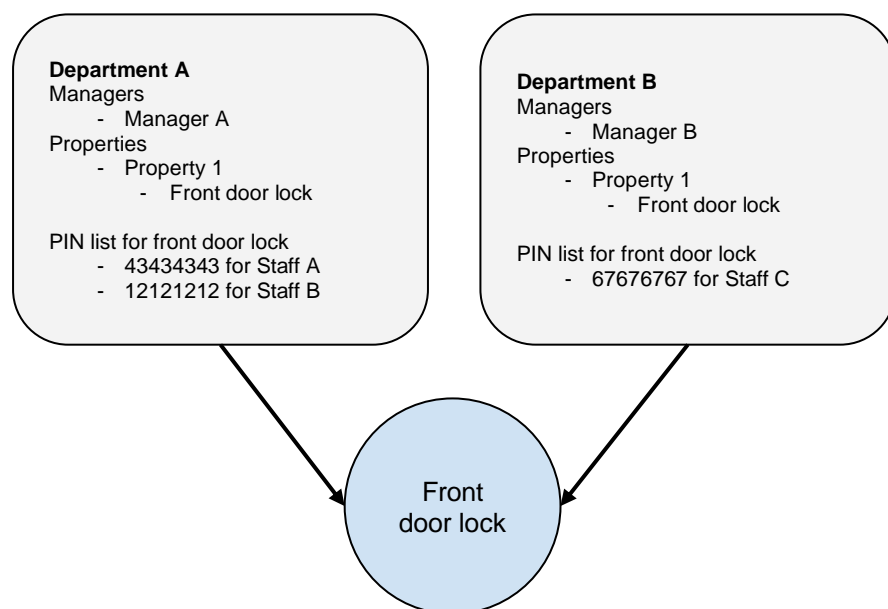 Department A
Managers
- Manager A
Properties
- Property 1
- Front door lock
PIN list for front door lock
- 43434343 for Staff A
- 12121212 for Staff B
Department B
Managers
- Manager B
Properties
- Property 1
- Front door lock
PIN list for front door lock
- 67676767 for Staff C
Front
door lock